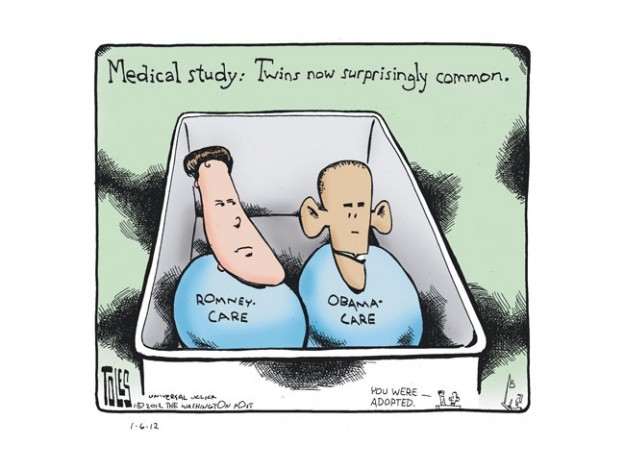 Medical study: Twins now surprisingly common.
ROMNEY-
CARE
OBAMA-
CARE
TOLES
UNIVERSAL UCLICK
© 2012 THE WASHINGTON POST
YOU WERE —
ADOPTED.
1-6-12